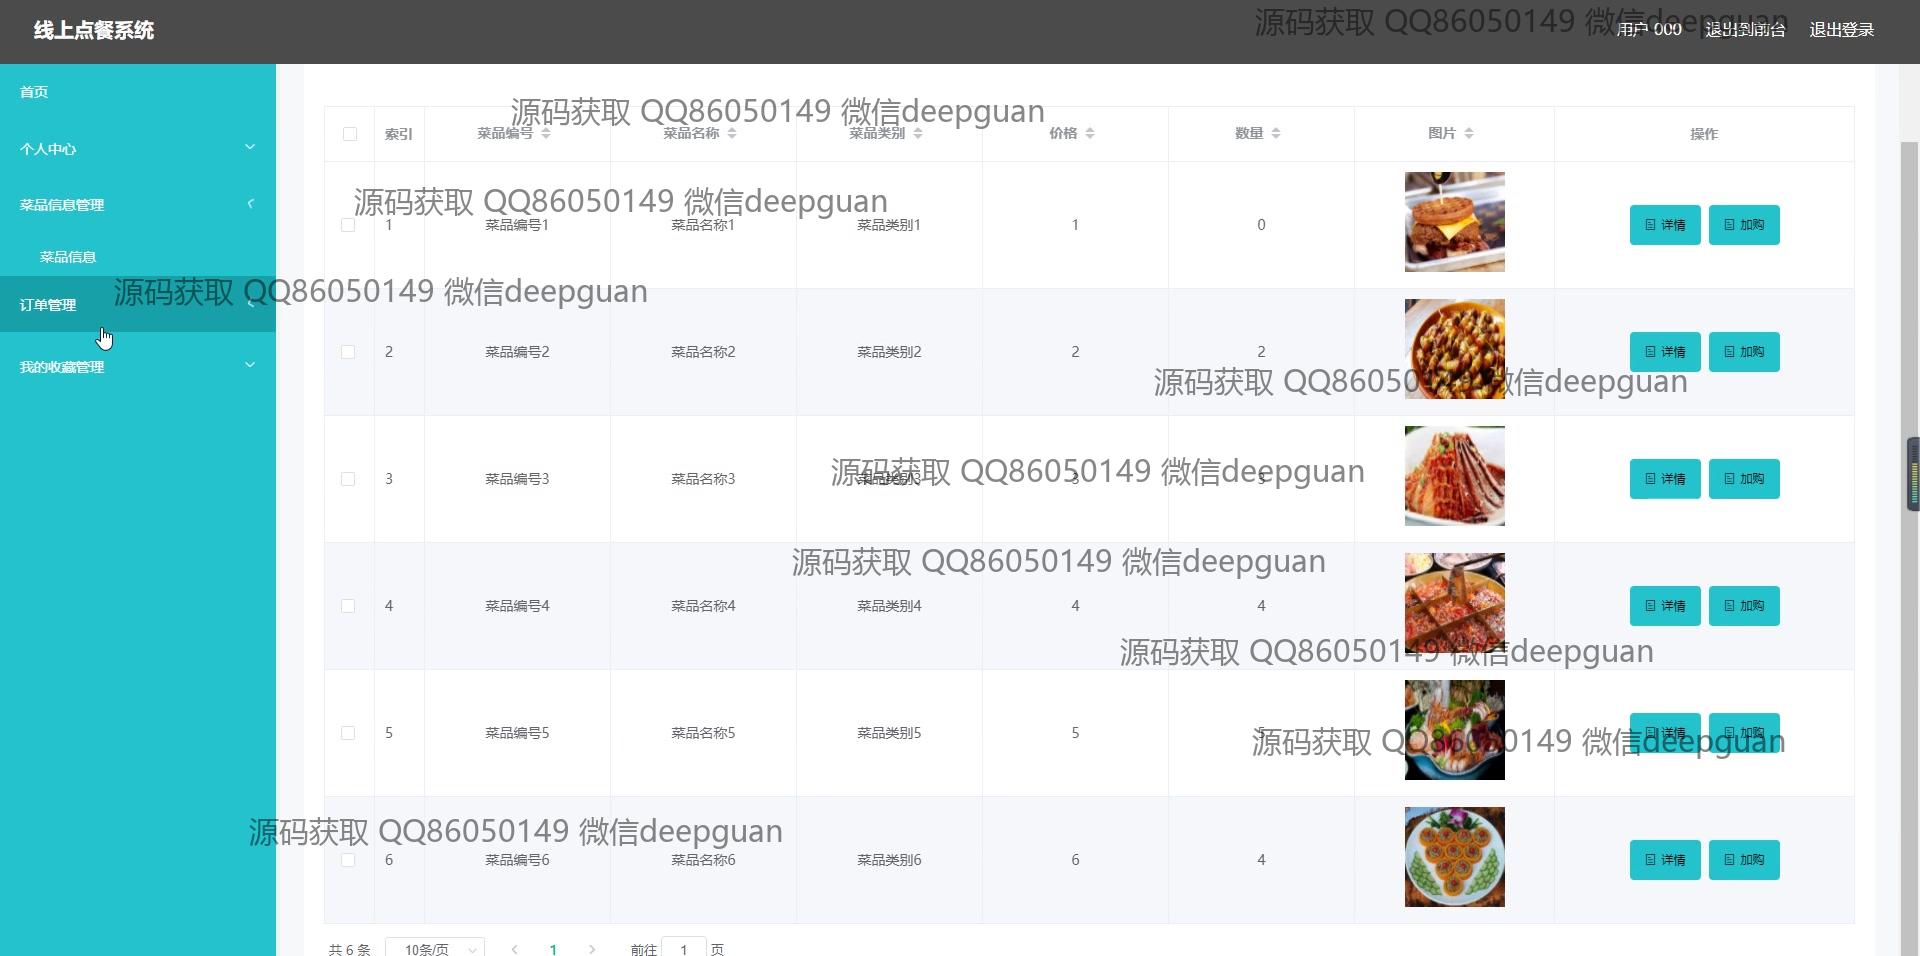 线上点餐系统
源码获取 QQ86050149 微信deepguan
用户 000 退出到前台 退出登录
首页
个人中心
菜品信息管理
菜品信息
订单管理
我的收藏管理
源码获取 QQ86050149 微信deepguan
索引 菜品编号 菜品名称 菜品类别 价格 数量 图片 操作
源码获取 QQ86050149 微信deepguan
1 菜品编号1 菜品名称1 菜品类别1 1 0 详情 加购
源码获取 QQ86050149 微信deepguan
2 菜品编号2 菜品名称2 菜品类别2 2 2 详情 加购
源码获取 QQ86050149 微信deepguan
源码获取 QQ86050149 微信deepguan
3 菜品编号3 菜品名称3 菜品类别3 3 3 详情 加购
源码获取 QQ86050149 微信deepguan
4 菜品编号4 菜品名称4 菜品类别4 4 4 详情 加购
源码获取 QQ86050149 微信deepguan
5 菜品编号5 菜品名称5 菜品类别5 5 5 详情 加购
源码获取 QQ86050149 微信deepguan
源码获取 QQ86050149 微信deepguan
6 菜品编号6 菜品名称6 菜品类别6 6 4 详情 加购
共 6 条 10条/页 1 前往 1 页